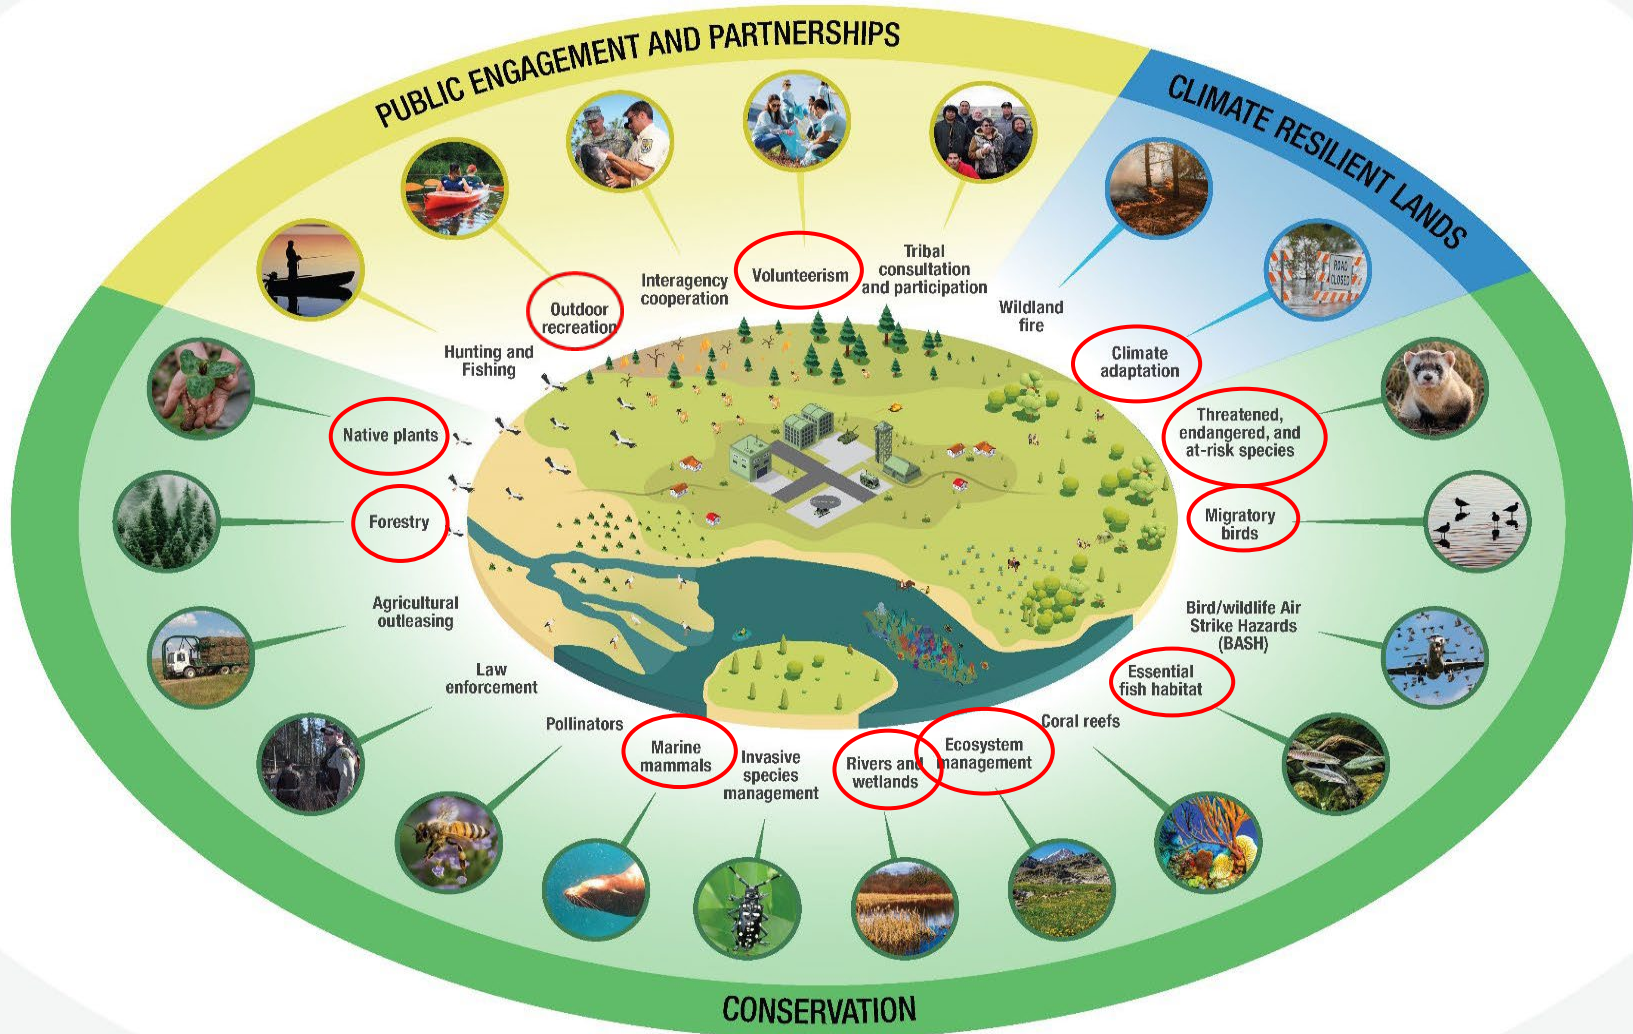 PUBLIC ENGAGEMENT AND PARTNERSHIPS
CLIMATE RESILIENT LANDS
Hunting and
Fishing
Outdoor
recreation
Interagency
cooperation
Volunteerism
Tribal
consultation
and participation
Wildland
fire
ROAD
CLOSED
Climate
adaptation
Threatened,
endangered, and
at-risk species
Migratory
birds
Bird/wildlife Air
Strike Hazards
(BASH)
Essential
fish habitat
Coral reefs
Ecosystem
management
Rivers and
wetlands
Invasive
species
management
Marine
mammals
Pollinators
Law
enforcement
Agricultural
outleasing
Forestry
Native plants
CONSERVATION